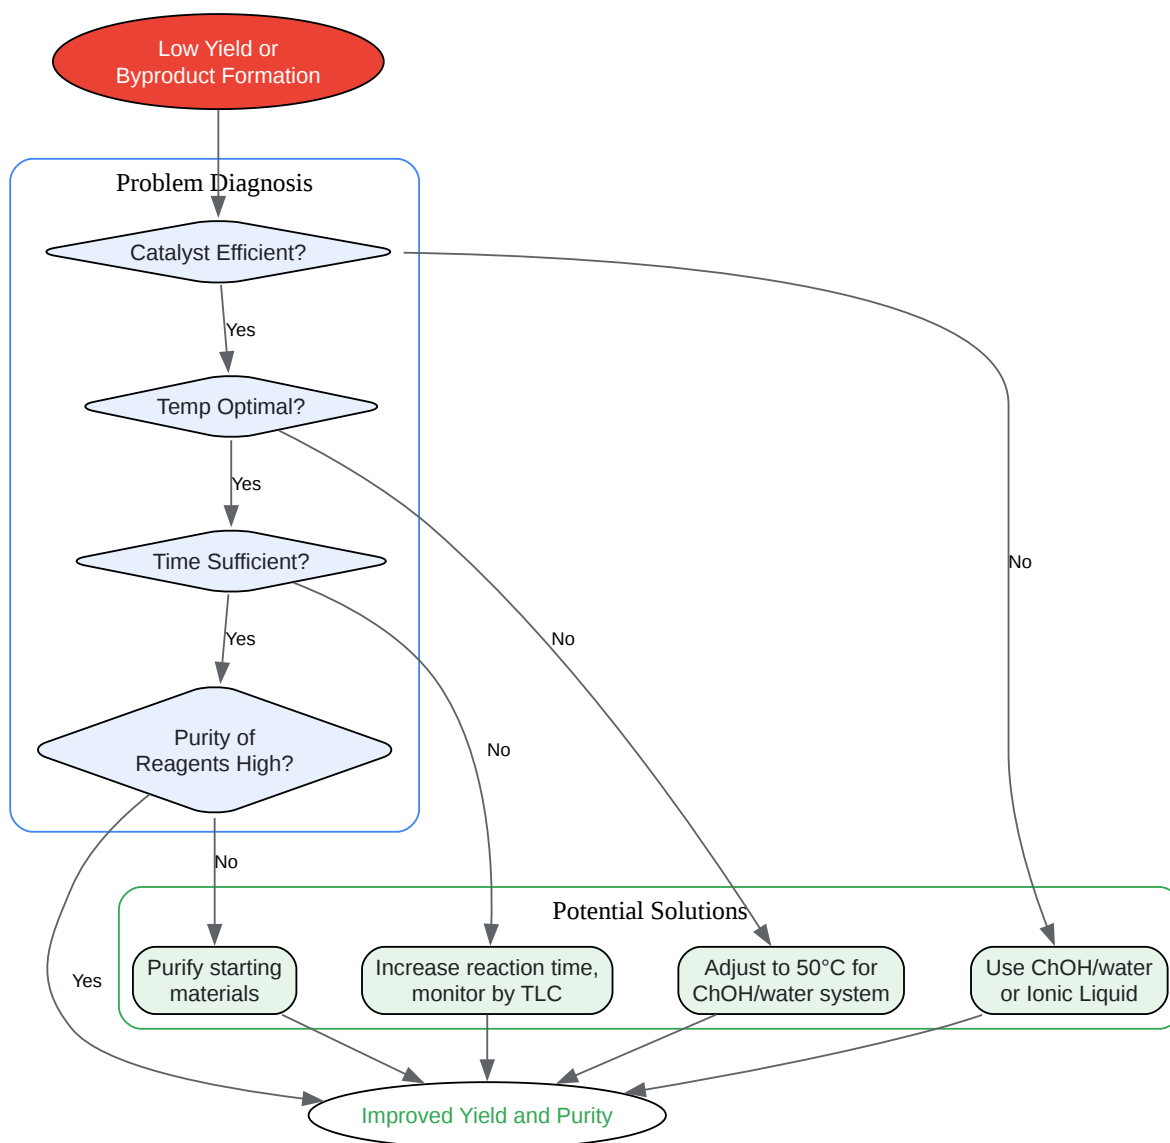 Low Yield or
Byproduct Formation
Problem Diagnosis
Catalyst Efficient?
Yes
Temp Optimal?
Yes
Time Sufficient?
No
Yes
No
Purity of
Reagents High?
No
No
Yes
Potential Solutions
Purify starting
materials
Increase reaction time,
monitor by TLC
Adjust to 50°C for
ChOH/water system
Use ChOH/water
or Ionic Liquid
Improved Yield and Purity